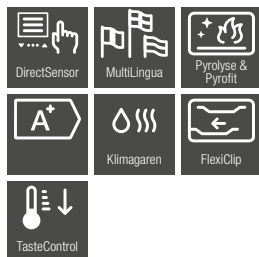 DirectSensor
MultiLingua
Pyrolyse &
Pyrofit
A+
Klimagaren
FlexiClip
TasteControl